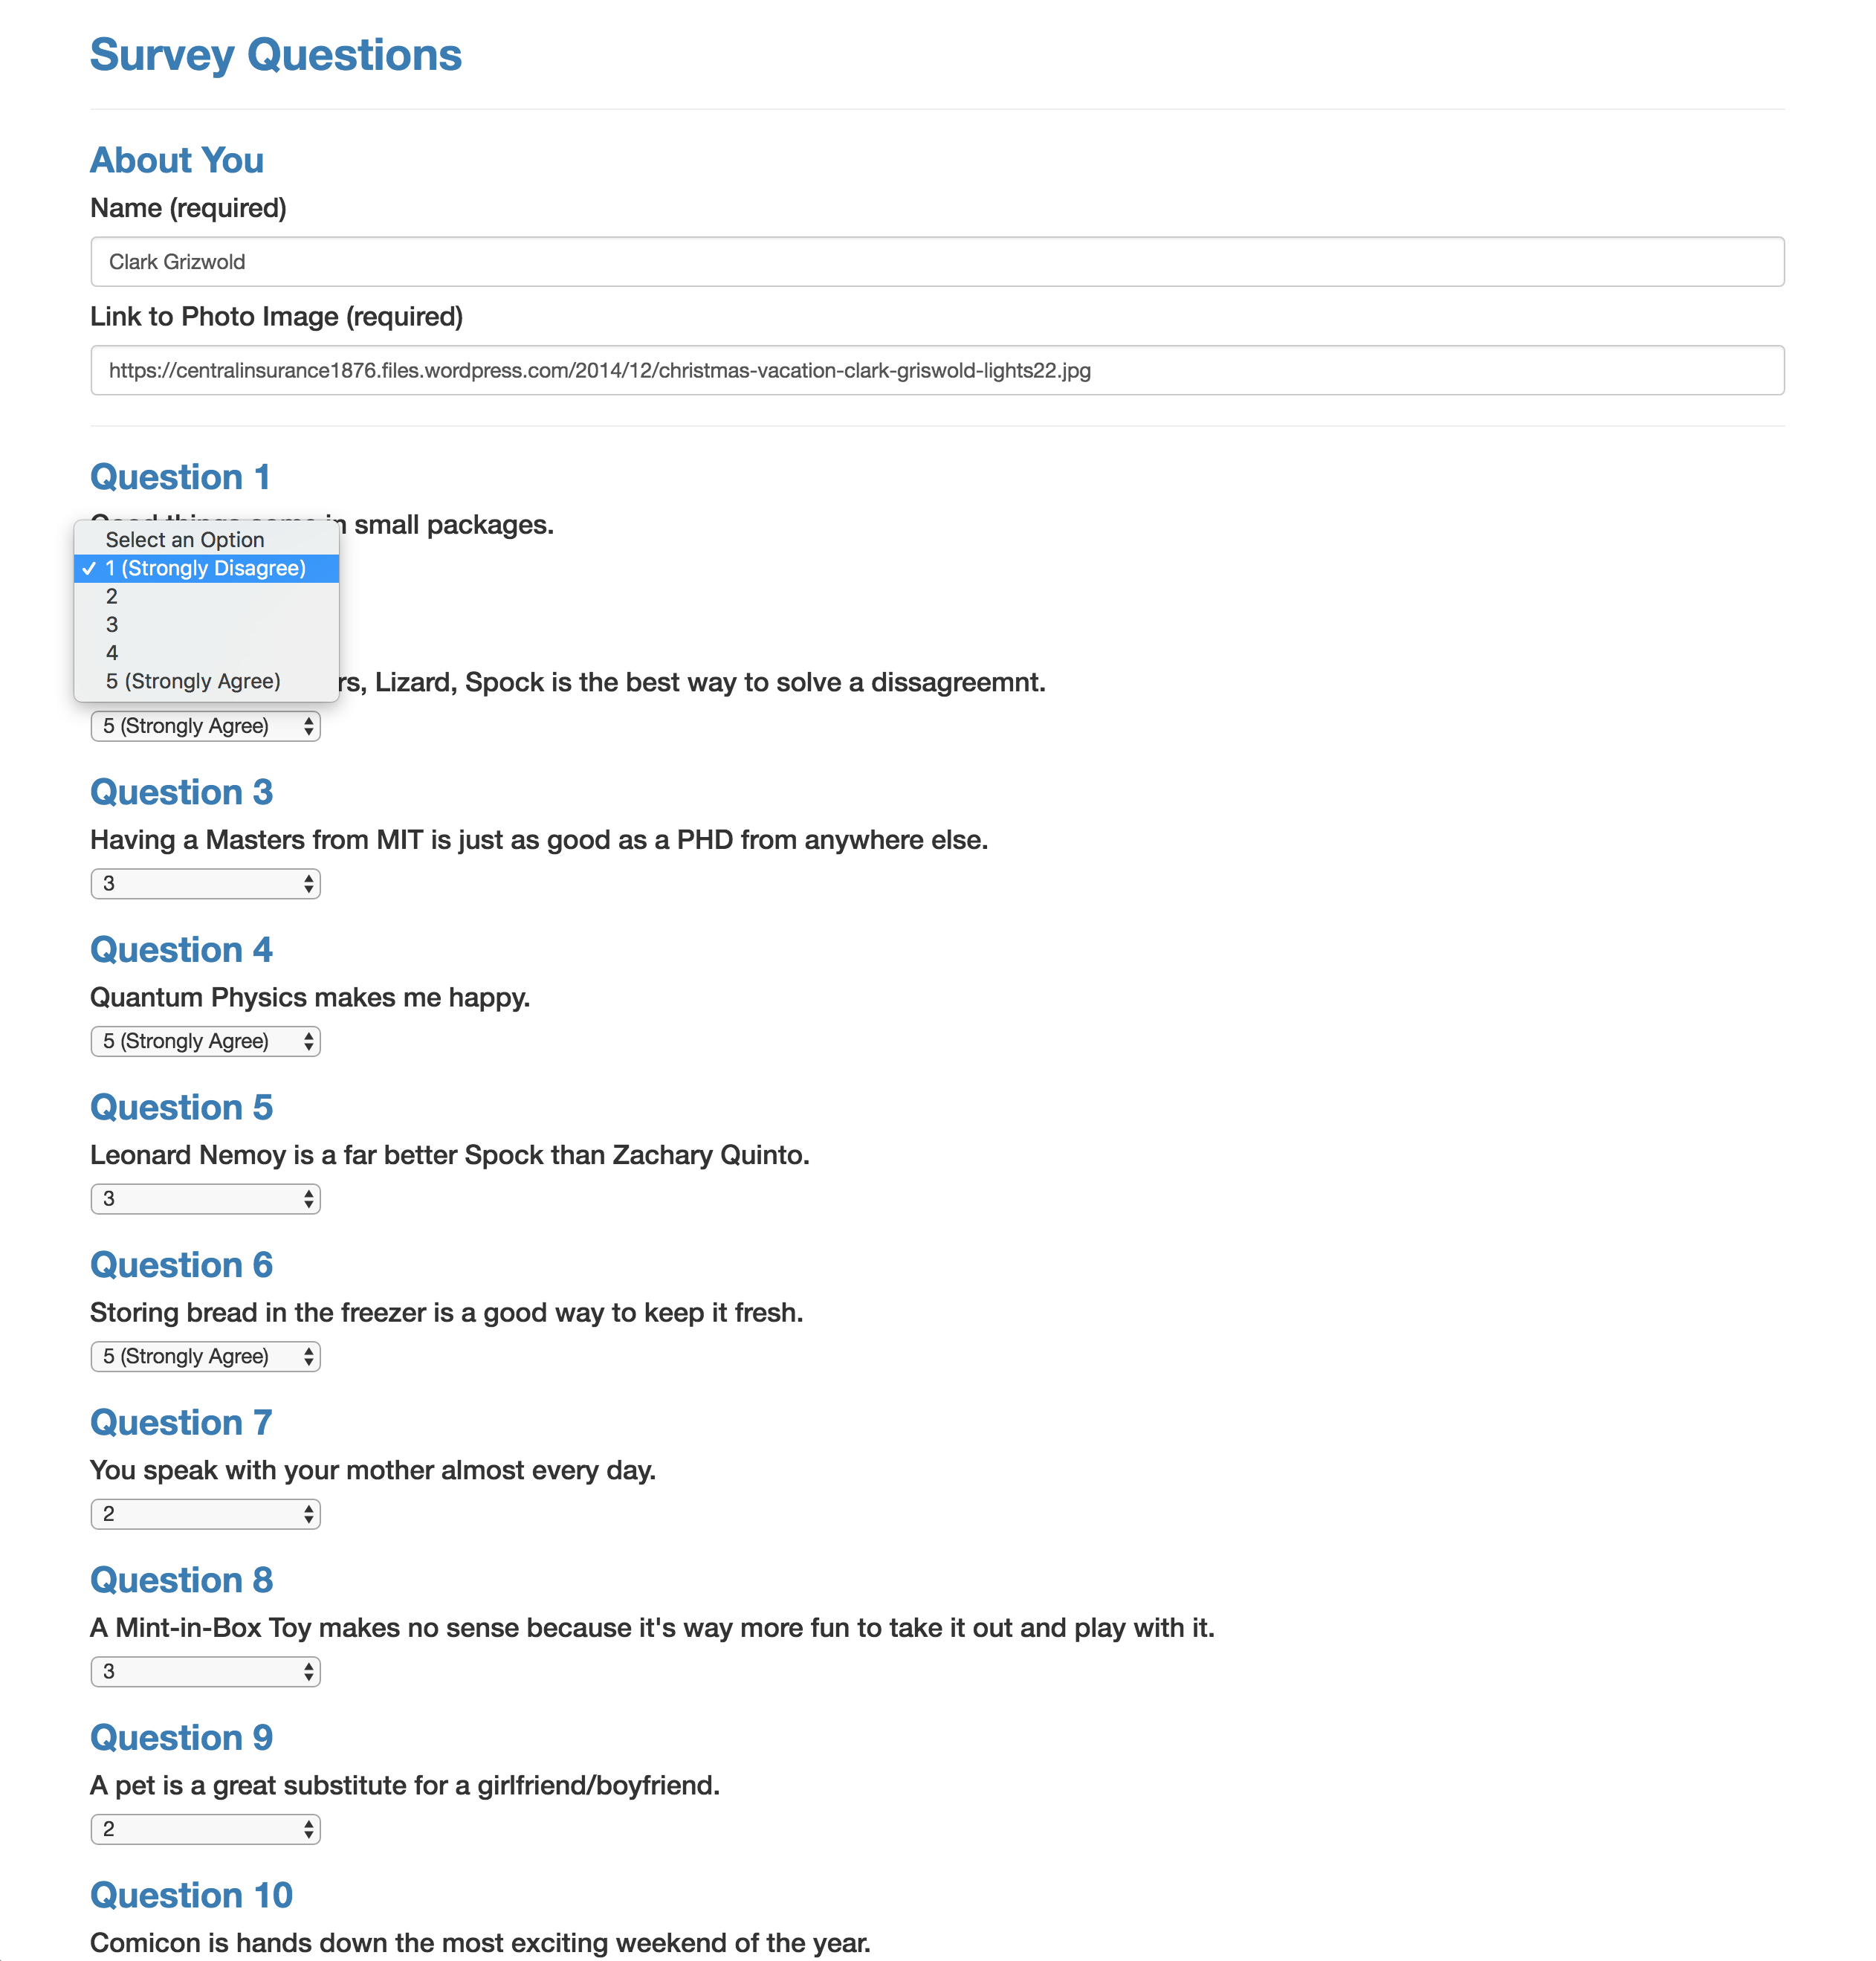 Survey Questions
About You
Name (required)
Clark Grizwold
Link to Photo Image (required)
https://centralinsurance1876.files.wordpress.com/2014/12/christmas-vacation-clark-griswold-lights22.jpg
Question 1
in small packages.
Select an Option
✓ 1 (Strongly Disagree)
2
3
4
5 (Strongly Agree)
Lizard, Spock is the best way to solve a dissagreemnt.
5 (Strongly Agree)
Question 3
Having a Masters from MIT is just as good as a PHD from anywhere else.
3
Question 4
Quantum Physics makes me happy.
5 (Strongly Agree)
Question 5
Leonard Nemoy is a far better Spock than Zachary Quinto.
3
Question 6
Storing bread in the freezer is a good way to keep it fresh.
5 (Strongly Agree)
Question 7
You speak with your mother almost every day.
2
Question 8
A Mint-in-Box Toy makes no sense because it's way more fun to take it out and play with it.
3
Question 9
A pet is a great substitute for a girlfriend/boyfriend.
2
Question 10
Comicon is hands down the most exciting weekend of the year.